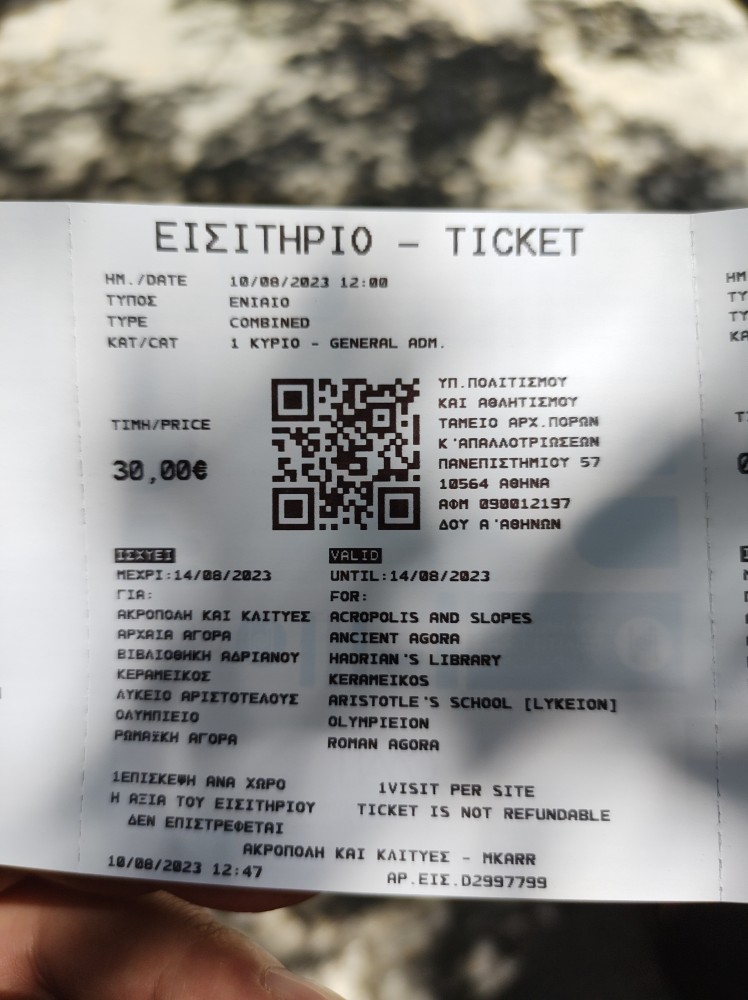 ΕΙΣΙΤΗΡΙΟ - TICKET
ΗΜ./DATE 10/08/2023 12:00
ΤΥΠΟΣ ΕΝΙΑΙΟ
TYPE COMBINED
ΚΑΤ/CAT 1 ΚΥΡΙΟ - GENERAL ADM.
ΤΙΜΗ/PRICE
30,00€
ΥΠ.ΠΟΛΙΤΙΣΜΟΥ
ΚΑΙ ΑΘΛΗΤΙΣΜΟΥ
ΤΑΜΕΙΟ ΑΡΧ.ΠΟΡΩΝ
Κ'ΑΠΑΛΛΟΤΡΙΩΣΕΩΝ
ΠΑΝΕΠΙΣΤΗΜΙΟΥ 57
10564 ΑΘΗΝΑ
ΑΦΜ 090012197
ΔΟΥ Α'ΑΘΗΝΩΝ
ΙΣΧΥΕΙ VALID
ΜΕΧΡΙ:14/08/2023 UNTIL:14/08/2023
ΓΙΑ: FOR:
ΑΚΡΟΠΟΛΗ ΚΑΙ ΚΛΙΤΥΕΣ ACROPOLIS AND SLOPES
ΑΡΧΑΙΑ ΑΓΟΡΑ ANCIENT AGORA
ΒΙΒΛΙΟΘΗΚΗ ΑΔΡΙΑΝΟΥ HADRIAN'S LIBRARY
ΚΕΡΑΜΕΙΚΟΣ KERAMEIKOS
ΛΥΚΕΙΟ ΑΡΙΣΤΟΤΕΛΟΥΣ ARISTOTLE'S SCHOOL [LYKEION]
ΟΛΥΜΠΙΕΙΟ OLYMPIEION
ΡΩΜΑΪΚΗ ΑΓΟΡΑ ROMAN AGORA
1ΕΠΙΣΚΕΨΗ ΑΝΑ ΧΩΡΟ 1VISIT PER SITE
Η ΑΞΙΑ ΤΟΥ ΕΙΣΙΤΗΡΙΟΥ TICKET IS NOT REFUNDABLE
ΔΕΝ ΕΠΙΣΤΡΕΦΕΤΑΙ
ΑΚΡΟΠΟΛΗ ΚΑΙ ΚΛΙΤΥΕΣ - MKARR
10/08/2023 12:47 ΑΡ.ΕΙΣ.D2997799